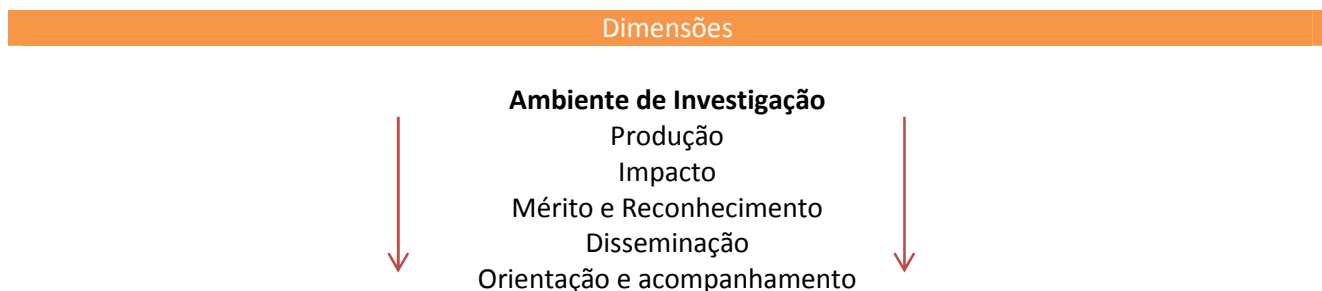 Dimensões
Ambiente de Investigação
Produção
Impacto
Mérito e Reconhecimento
Disseminação
Orientação e acompanhamento